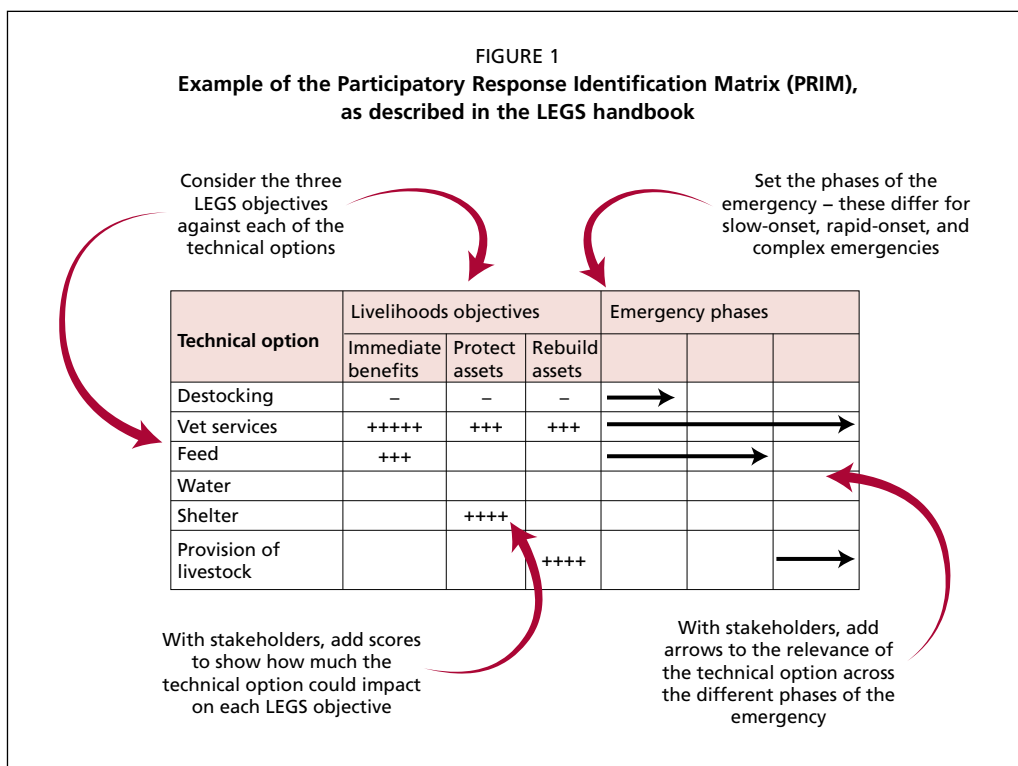 FIGURE 1
Example of the Participatory Response Identification Matrix (PRIM),
as described in the LEGS handbook
Consider the three
LEGS objectives
against each of the
technical options
Set the phases of the
emergency – these differ for
slow-onset, rapid-onset, and
complex emergencies
Technical option
Livelihoods objectives
Emergency phases
Immediate
benefits
Protect
assets
Rebuild
assets
Destocking – – –
Vet services +++++ +++ +++
Feed +++
Water
Shelter ++++
Provision of
livestock ++++
With stakeholders, add scores
to show how much the
technical option could impact
on each LEGS objective
With stakeholders, add
arrows to the relevance of
the technical option across
the different phases of the
emergency